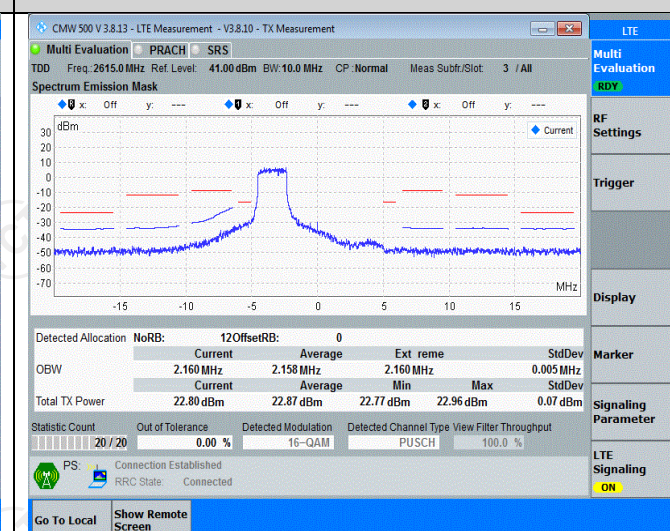 CMW 500 V 3.8.13 - LTE Measurement - V3.8.10 - TX Measurement
LTE
Multi Evaluation PRACH SRS
TDD Freq.:2615.0 MHz Ref. Level: 41.00 dBm BW:10.0 MHz CP :Normal Meas Subfr./Slot: 3 / All
Spectrum Emission Mask
x: Off y: --- x: Off y: --- x: Off y: ---
dBm
Current
30
20
10
0
-10
-20
-30
-40
-50
-60
-70
MHz
-15 -10 -5 0 5 10 15
Detected Allocation NoRB: 12OffsetRB: 0
Current Average Ext reme StdDev
OBW 2.160 MHz 2.158 MHz 2.160 MHz 0.005 MHz
Current Average Min Max StdDev
Total TX Power 22.80 dBm 22.87 dBm 22.77 dBm 22.96 dBm 0.07 dBm
Statistic Count Out of Tolerance Detected Modulation Detected Channel Type View Filter Throughput
20 / 20 0.00 % 16-QAM PUSCH 100.0 %
PS: Connection Established
RRC State: Connected
Go To Local
Show Remote
Screen
Multi
Evaluation
RDY
RF
Settings
Trigger
Display
Marker
Signaling
Parameter
LTE
Signaling
ON